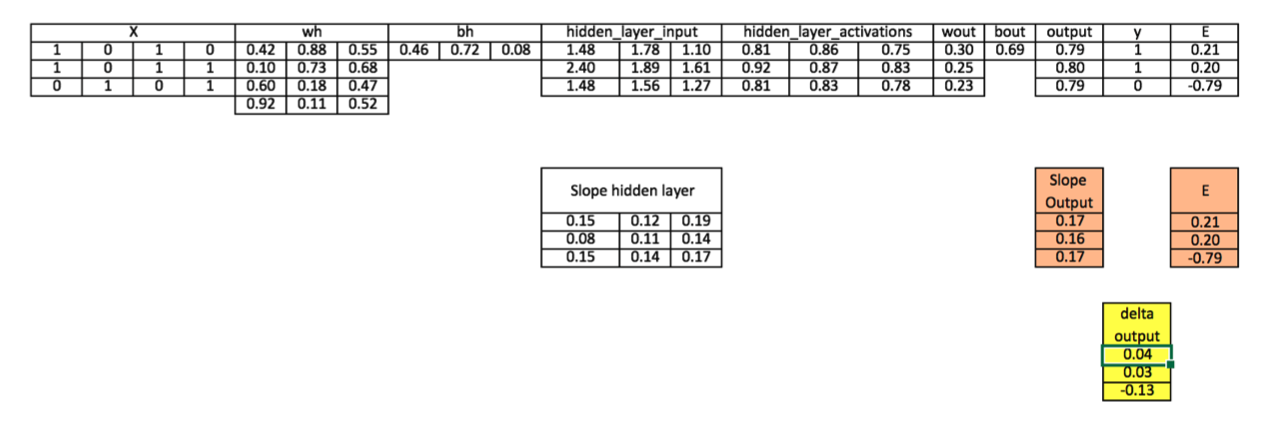 X wh bh hidden_layer_input hidden_layer_activations wout bout output y E
1 0 1 0 0.42 0.88 0.55 0.46 0.72 0.08 1.48 1.78 1.10 0.81 0.86 0.75 0.30 0.69 0.79 1 0.21
1 0 1 1 0.10 0.73 0.68 2.40 1.89 1.61 0.92 0.87 0.83 0.25 0.80 1 0.20
0 1 0 1 0.60 0.18 0.47 1.48 1.56 1.27 0.81 0.83 0.78 0.23 0.79 0 -0.79
0.92 0.11 0.52
Slope hidden layer
0.15 0.12 0.19
0.08 0.11 0.14
0.15 0.14 0.17
Slope
Output
0.17
0.16
0.17
E
0.21
0.20
-0.79
delta
output
0.04
0.03
-0.13